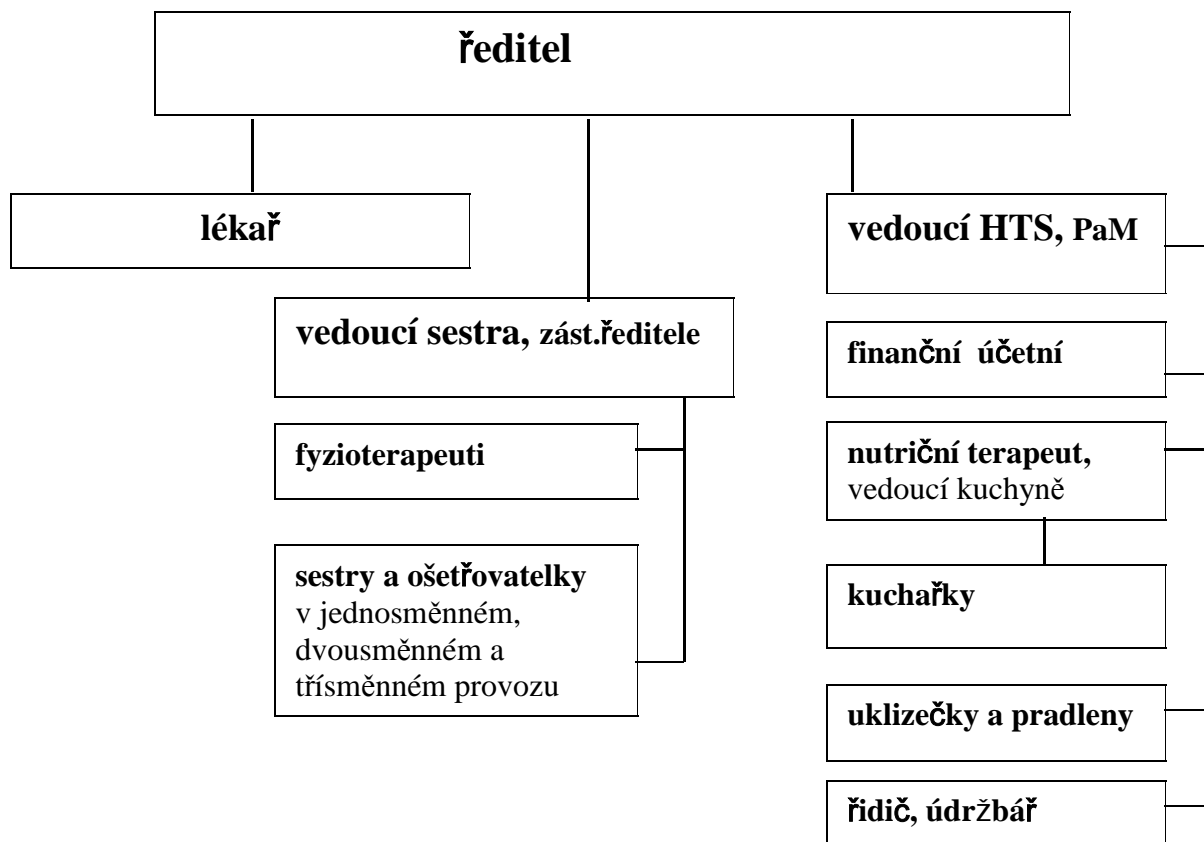 ředitel
lékař
vedoucí HTS, PaM
vedoucí sestra, zást.ředitele
finanční účetní
fyzioterapeuti
nutriční terapeut,
vedoucí kuchyně
sestry a ošetřovatelky
v jednosměnném,
dvousměnném a
třísměnném provozu
kuchařky
uklizečky a pradleny
řidič, údržbář